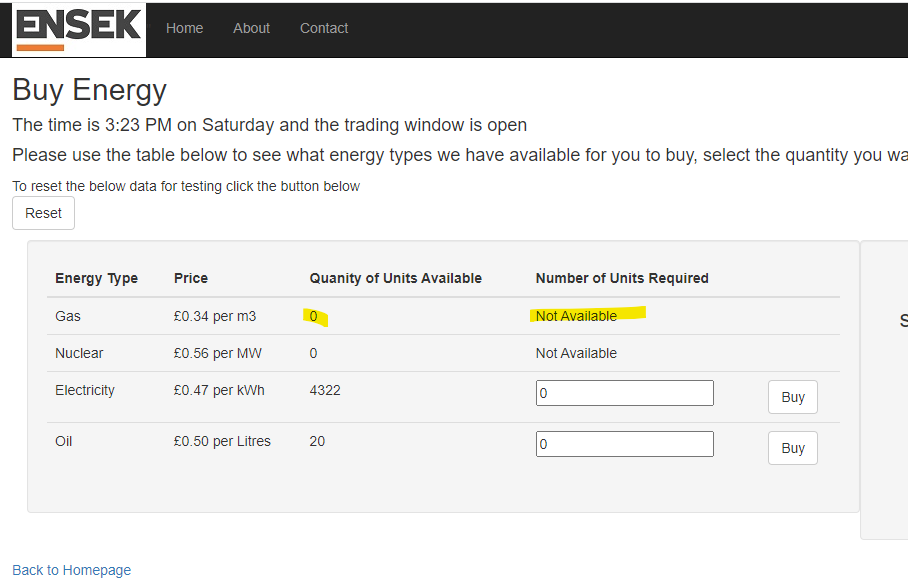 ENSEK Home About Contact
Buy Energy
The time is 3:23 PM on Saturday and the trading window is open
Please use the table below to see what energy types we have available for you to buy, select the quantity you
To reset the below data for testing click the button below
Reset
Energy Type Price Quanity of Units Available Number of Units Required
Gas £0.34 per m3 0 Not Available
Nuclear £0.56 per MW 0 Not Available
Electricity £0.47 per kWh 4322 0 Buy
Oil £0.50 per Litres 20 0 Buy
Back to Homepage